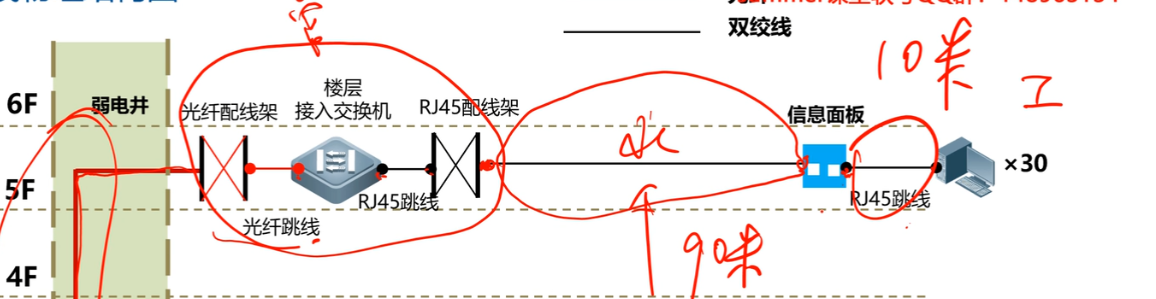 双绞线
10米
工
6F
弱电井
光纤配线架
楼层
接入交换机
RJ45配线架
信息面板
水
5F
×30
RJ45跳线
RJ45跳线
光纤跳线
4F
90米